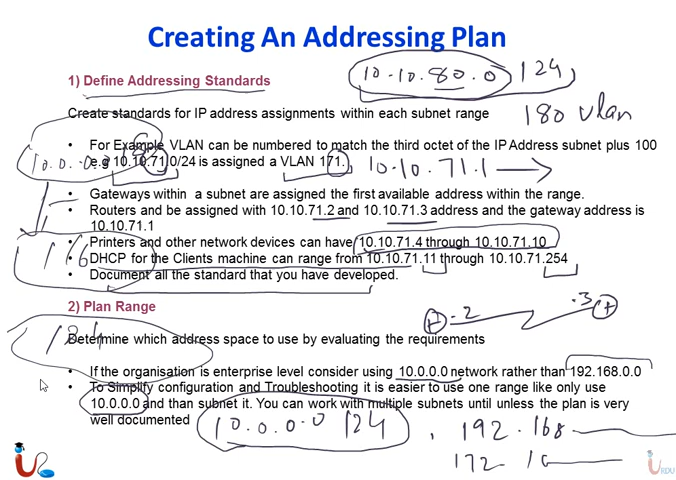 Creating An Addressing Plan
10.10.80.0/24
1) Define Addressing Standards
Create standards for IP address assignments within each subnet range
180 vlan
• For Example VLAN can be numbered to match the third octet of the IP Address subnet plus 100
e.g 10.10.71.0/24 is assigned a VLAN 171.
10.10.71.1
• Gateways within a subnet are assigned the first available address within the range.
• Routers and be assigned with 10.10.71.2 and 10.10.71.3 address and the gateway address is
10.10.71.1
• Printers and other network devices can have 10.10.71.4 through 10.10.71.10
• DHCP for the Clients machine can range from 10.10.71.11 through 10.10.71.254
• Document all the standard that you have developed.
/16
2) Plan Range
.2 .3
Determine which address space to use by evaluating the requirements
• If the organisation is enterprise level consider using 10.0.0.0 network rather than 192.168.0.0
• To Simplify configuration and Troubleshooting it is easier to use one range like only use
10.0.0.0 and than subnet it. You can work with multiple subnets until unless the plan is very
well documented
10.0.0.0/24
192.168
172.
URDU